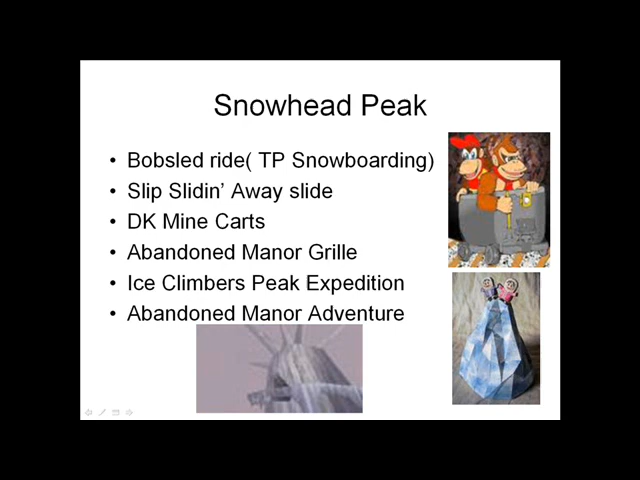 Snowhead Peak
• Bobsled ride( TP Snowboarding)
• Slip Slidin’ Away slide
• DK Mine Carts
• Abandoned Manor Grille
• Ice Climbers Peak Expedition
• Abandoned Manor Adventure